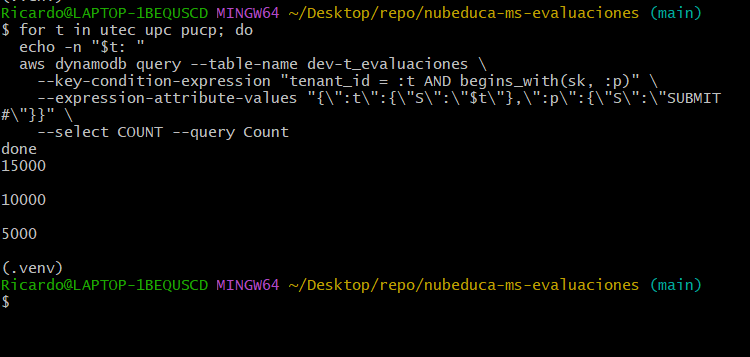 (.venv)
Ricardo@LAPTOP-1BEQUSCD MINGW64 ~/Desktop/repo/nubeduca-ms-evaluaciones (main)
$ for t in utec upc pucp; do
  echo -n "$t: "
  aws dynamodb query --table-name dev-t_evaluaciones \
    --key-condition-expression "tenant_id = :t AND begins_with(sk, :p)" \
    --expression-attribute-values "{\":t\":{\"S\":\"$t\"},\":p\":{\"S\":\"SUBMIT
#\"}}" \
    --select COUNT --query Count
done
15000
10000
5000
(.venv)
Ricardo@LAPTOP-1BEQUSCD MINGW64 ~/Desktop/repo/nubeduca-ms-evaluaciones (main)
$